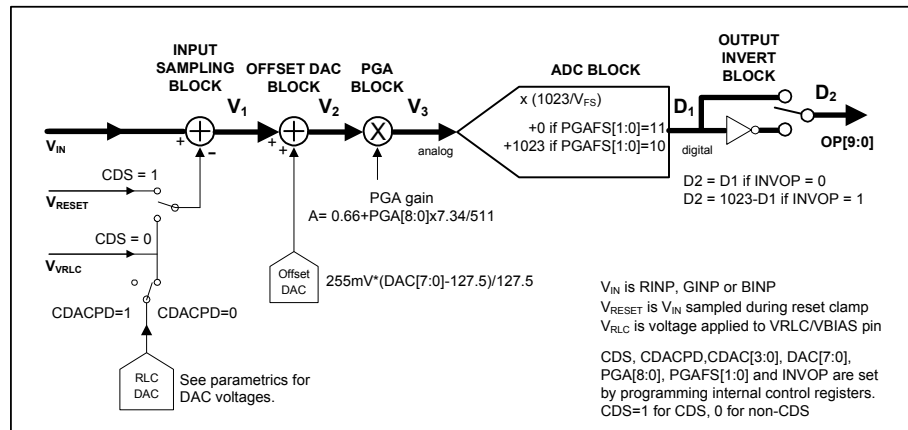 INPUT
SAMPLING
BLOCK
OFFSET DAC
BLOCK
PGA
BLOCK
ADC BLOCK
OUTPUT
INVERT
BLOCK
V1
V2
V3
x (1023/VFS)
+0 if PGAFS[1:0]=11
+1023 if PGAFS[1:0]=10
D1
D2
VIN
+
-
+
+
X
analog
digital
OP[9:0]
CDS = 1
VRESET
PGA gain
A= 0.66+PGA[8:0]x7.34/511
D2 = D1 if INVOP = 0
D2 = 1023-D1 if INVOP = 1
CDS = 0
VVRLC
Offset
DAC
255mV*(DAC[7:0]-127.5)/127.5
CDACPD=1
CDACPD=0
RLC
DAC
See parametrics for
DAC voltages.
VIN is RINP, GINP or BINP
VRESET is VIN sampled during reset clamp
VRLC is voltage applied to VRLC/VBIAS pin
CDS, CDACPD,CDAC[3:0], DAC[7:0],
PGA[8:0], PGAFS[1:0] and INVOP are set
by programming internal control registers.
CDS=1 for CDS, 0 for non-CDS